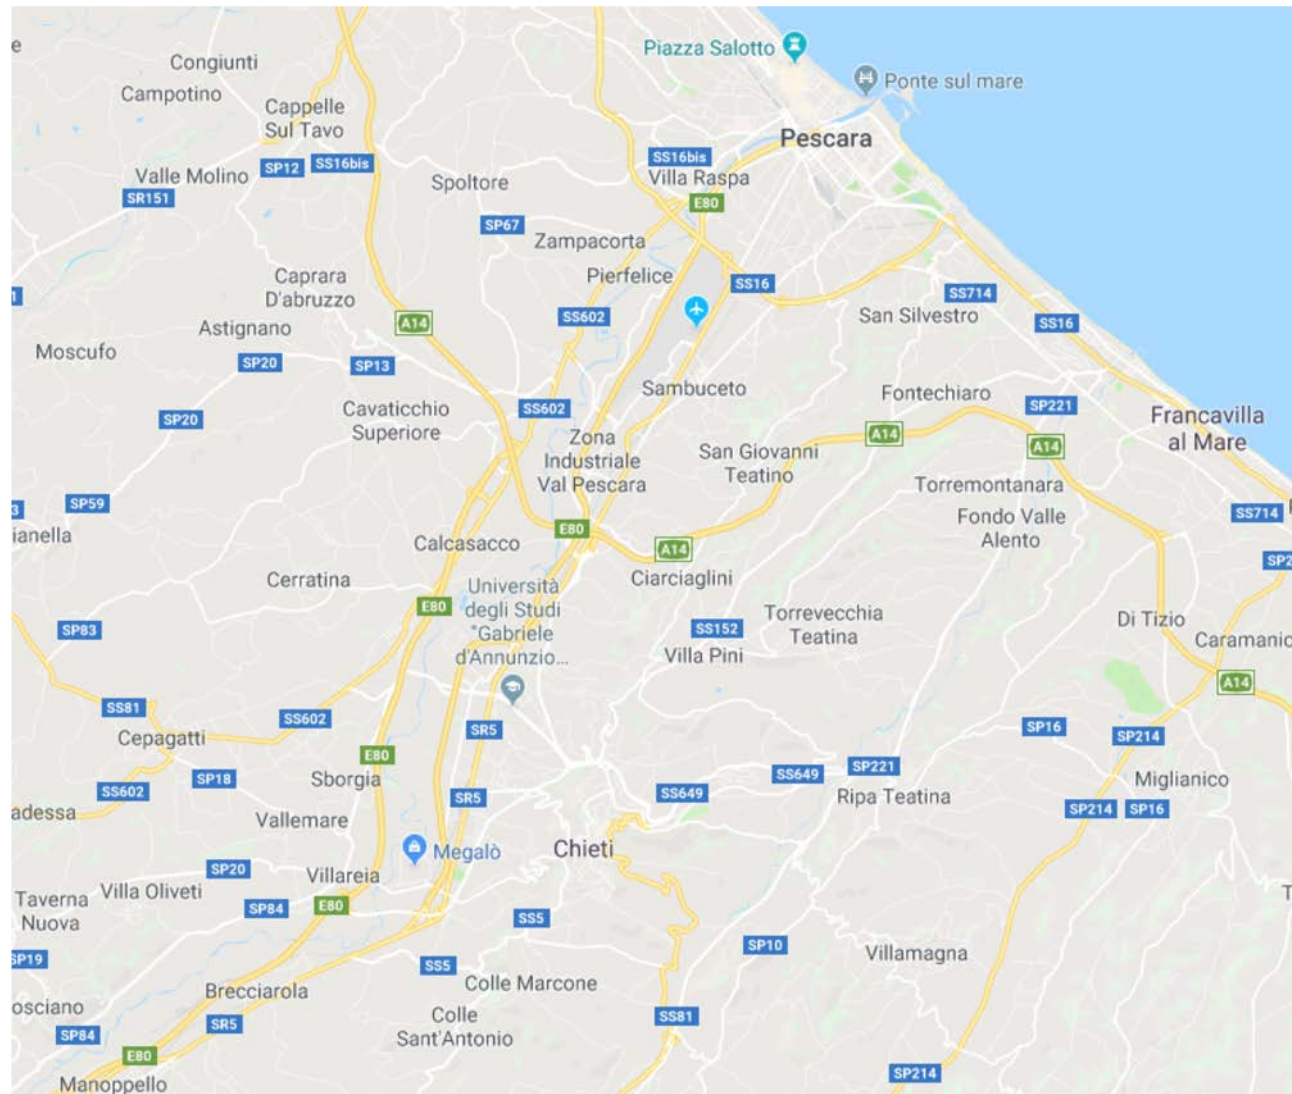 e
Congiunti
Campotino
Piazza Salotto
Ponte sul mare
Cappelle
Sul Tavo
Pescara
SP12
SS16bis
SS16bis
Valle Molino
Spoltore
Villa Raspa
SR151
E80
SP67
Zampacorta
Caprara
D'abruzzo
Pierfelice
SS16
SS714
1
Astignano
A14
SS602
San Silvestro
SS16
Moscufo
SP20
SP13
Sambuceto
Fontechiaro
SP20
Cavaticchio
Superiore
SS602
SP221
Francavilla
al Mare
Zona
Industriale
Val Pescara
San Giovanni
Teatino
A14
A14
SP59
Torremontanara
3
ianella
Fondo Valle
Alento
SS714
Calcasacco
E80
A14
SP2
Cerratina
Università
degli Studi
"Gabriele
d'Annunzio...
Ciarciaglini
E80
SP83
SS152
Torrevecchia
Teatina
Di Tizio
Caramanic
Villa Pini
A14
SS81
SS602
SR5
SP16
SP214
Cepagatti
E80
SP18
Sborgia
SS649
SP221
Miglianico
SS602
SR5
SS649
Ripa Teatina
SP214
SP16
adessa
Vallemare
Megalò
Chieti
SP20
Villareia
Villa Oliveti
Taverna
Nuova
SP84
E80
SS5
T
SP10
Villamagna
SP19
SS5
Brecciarola
Colle Marcone
osciano
Colle
Sant'Antonio
SS81
SP84
SR5
E80
SP214
Manoppello